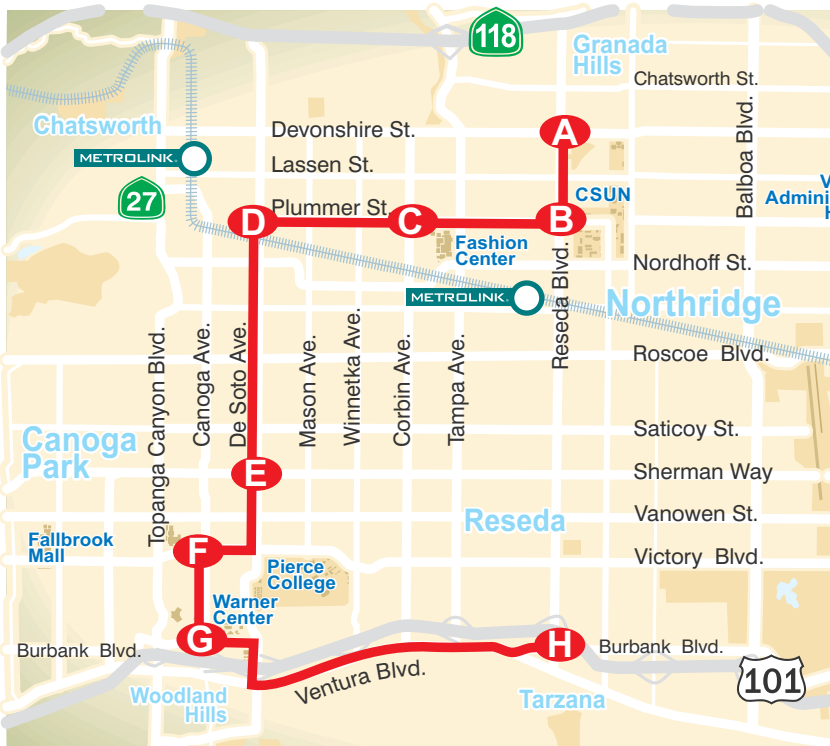 118
Granada
Hills
Chatsworth St.
A
Balboa Blvd.
Chatsworth
Devonshire St.
METROLINK.
Lassen St.
27
CSUN
V
Admini
H
Plummer St.
D
C
B
Fashion
Center
Nordhoff St.
METROLINK.
Northridge
Reseda Blvd.
Roscoe Blvd.
Topanga Canyon Blvd.
Canoga Ave.
De Soto Ave.
Mason Ave.
Winnetka Ave.
Corbin Ave.
Tampa Ave.
Canoga
Park
Saticoy St.
E
Sherman Way
Reseda
Vanowen St.
Fallbrook
Mall
F
Victory Blvd.
Pierce
College
Warner
Center
G
H
Burbank Blvd.
Burbank Blvd.
Ventura Blvd.
101
Woodland
Hills
Tarzana